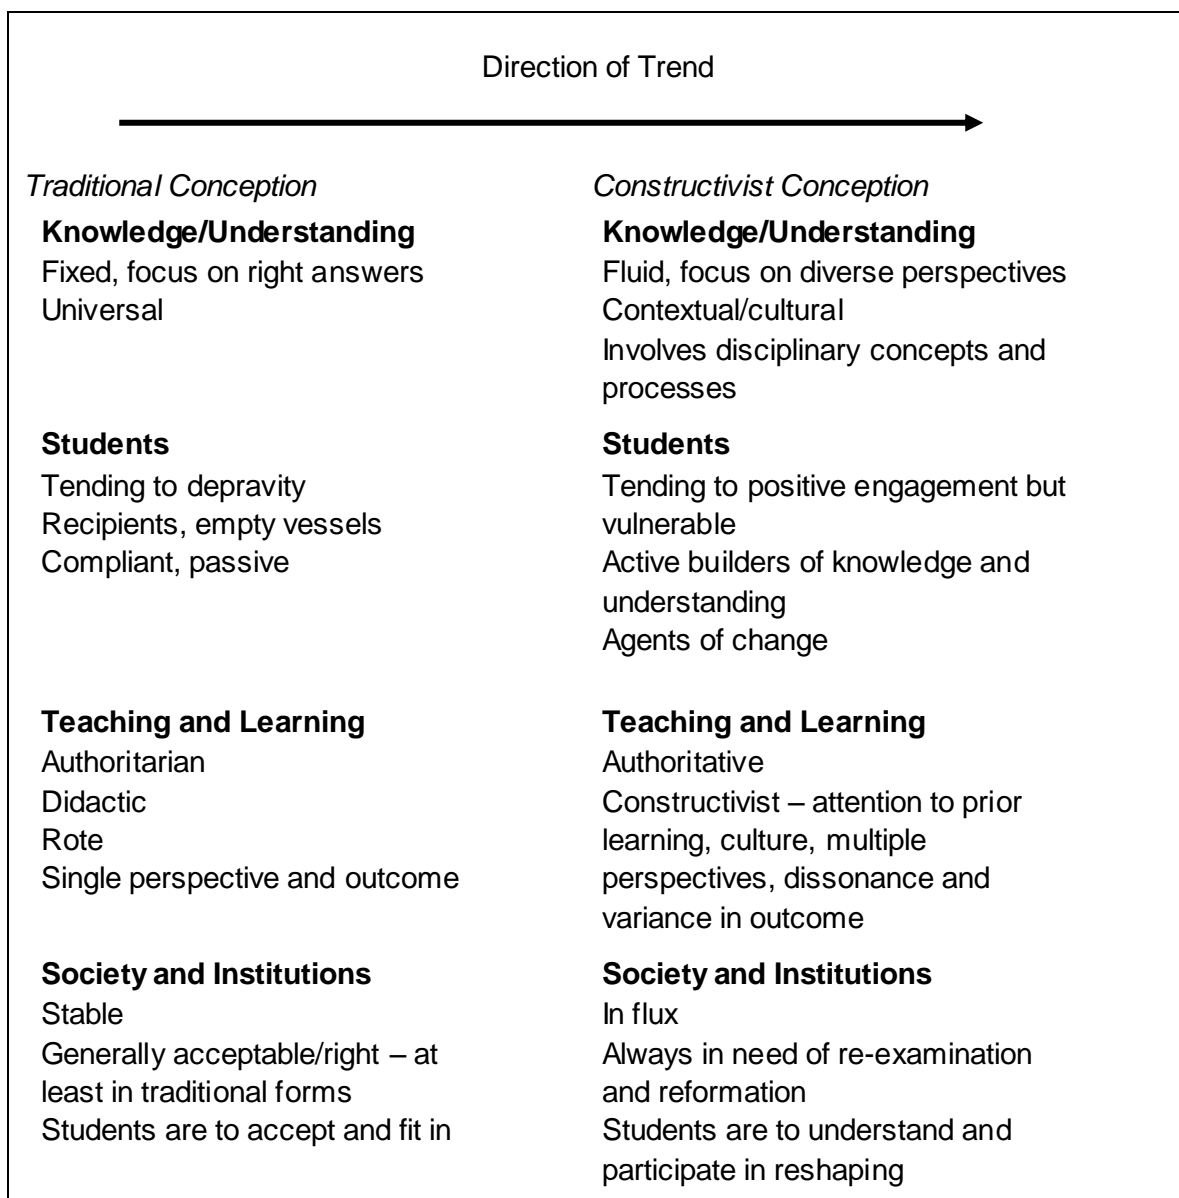 Direction of Trend
Traditional Conception
Knowledge/Understanding
Fixed, focus on right answers
Universal
Students
Tending to depravity
Recipients, empty vessels
Compliant, passive
Teaching and Learning
Authoritarian
Didactic
Rote
Single perspective and outcome
Society and Institutions
Stable
Generally acceptable/right – at
least in traditional forms
Students are to accept and fit in
Constructivist Conception
Knowledge/Understanding
Fluid, focus on diverse perspectives
Contextual/cultural
Involves disciplinary concepts and
processes
Students
Tending to positive engagement but
vulnerable
Active builders of knowledge and
understanding
Agents of change
Teaching and Learning
Authoritative
Constructivist – attention to prior
learning, culture, multiple
perspectives, dissonance and
variance in outcome
Society and Institutions
In flux
Always in need of re-examination
and reformation
Students are to understand and
participate in reshaping